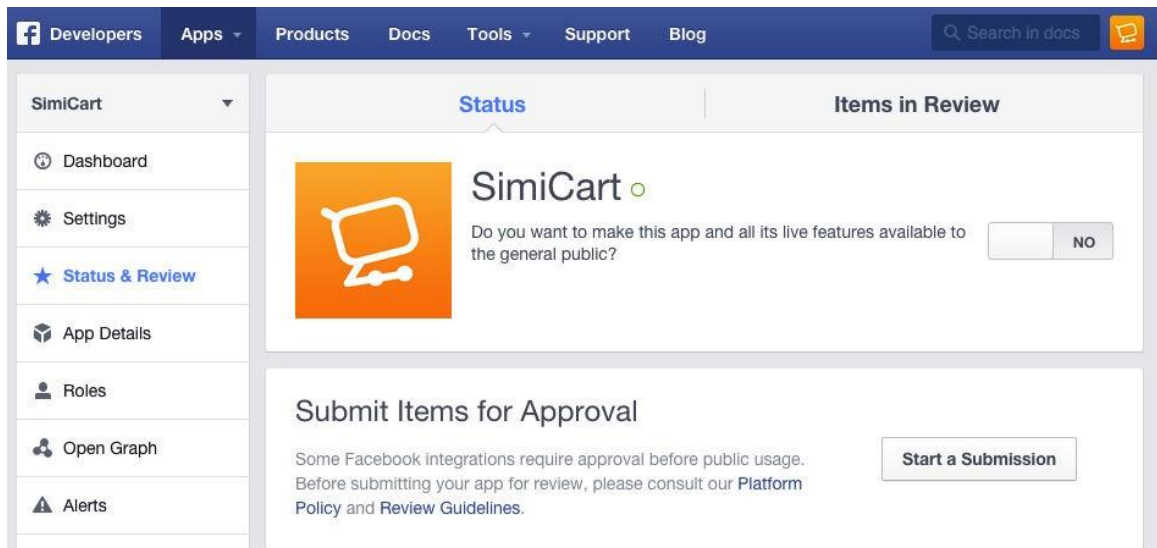 Developers Apps Products Docs Tools Support Blog Search in docs
SimiCart
Dashboard
Settings
Status & Review
App Details
Roles
Open Graph
Alerts
Status Items in Review
SimiCart
Do you want to make this app and all its live features available to
the general public?
NO
Submit Items for Approval
Some Facebook integrations require approval before public usage.
Before submitting your app for review, please consult our Platform
Policy and Review Guidelines.
Start a Submission